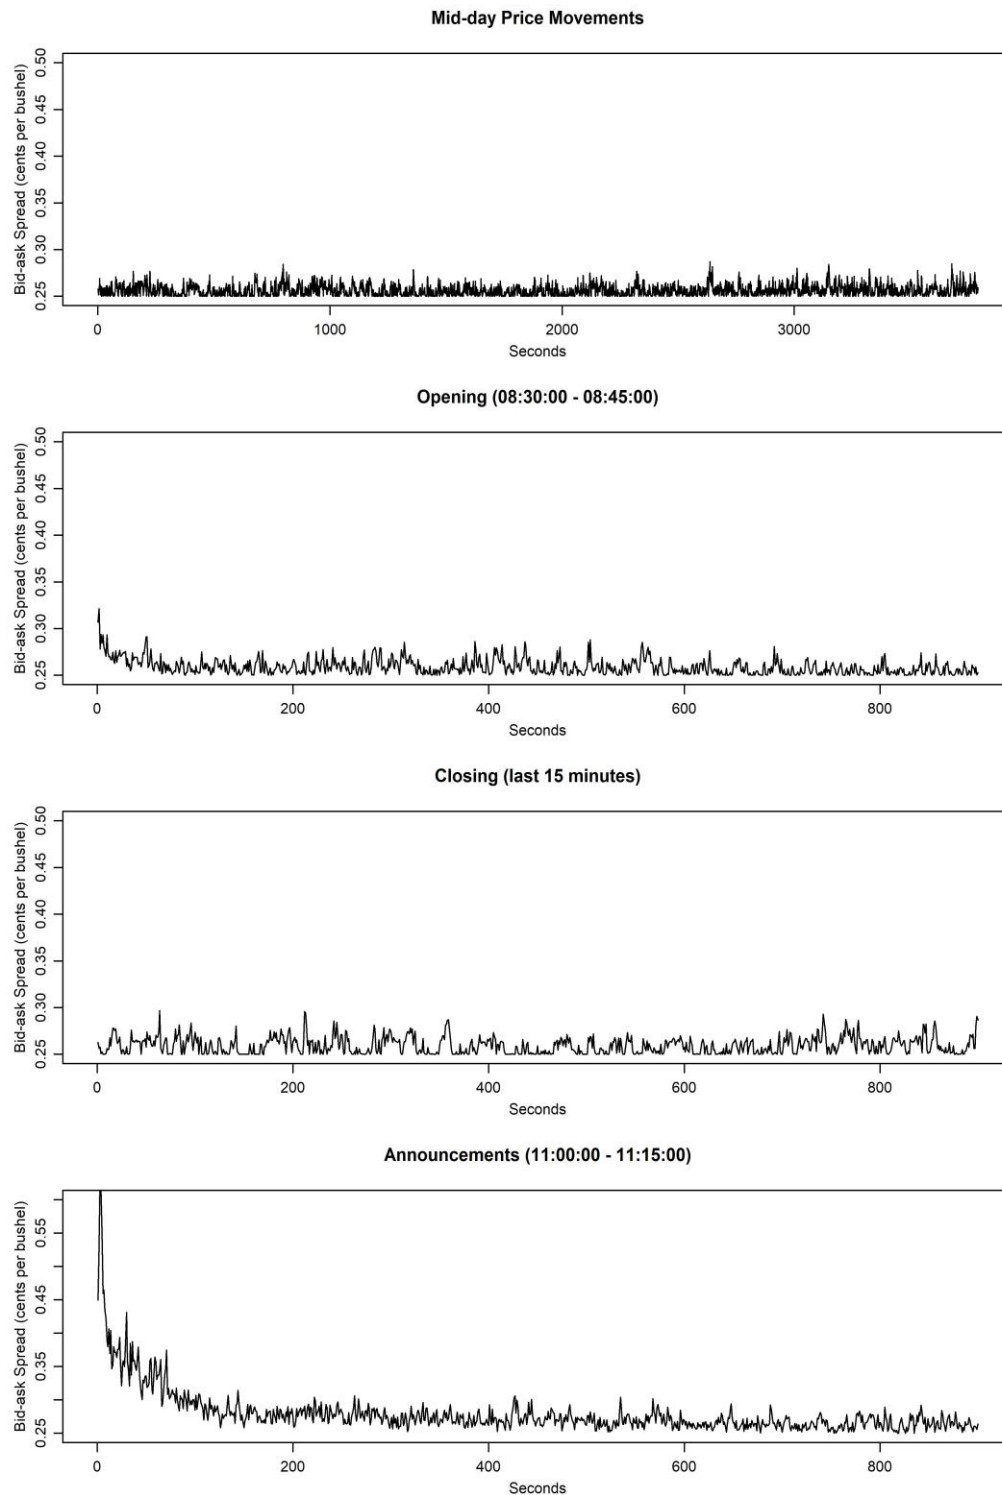 Mid-day Price Movements
Bid-ask Spread (cents per bushel)
0.50
0.45
0.40
0.35
0.30
0.25
0 1000 2000 3000
Seconds
Opening (08:30:00 - 08:45:00)
Bid-ask Spread (cents per bushel)
0.50
0.45
0.40
0.35
0.30
0.25
0 200 400 600 800
Seconds
Closing (last 15 minutes)
Bid-ask Spread (cents per bushel)
0.50
0.45
0.40
0.35
0.30
0.25
0 200 400 600 800
Seconds
Announcements (11:00:00 - 11:15:00)
Bid-ask Spread (cents per bushel)
0.55
0.45
0.35
0.25
0 200 400 600 800
Seconds